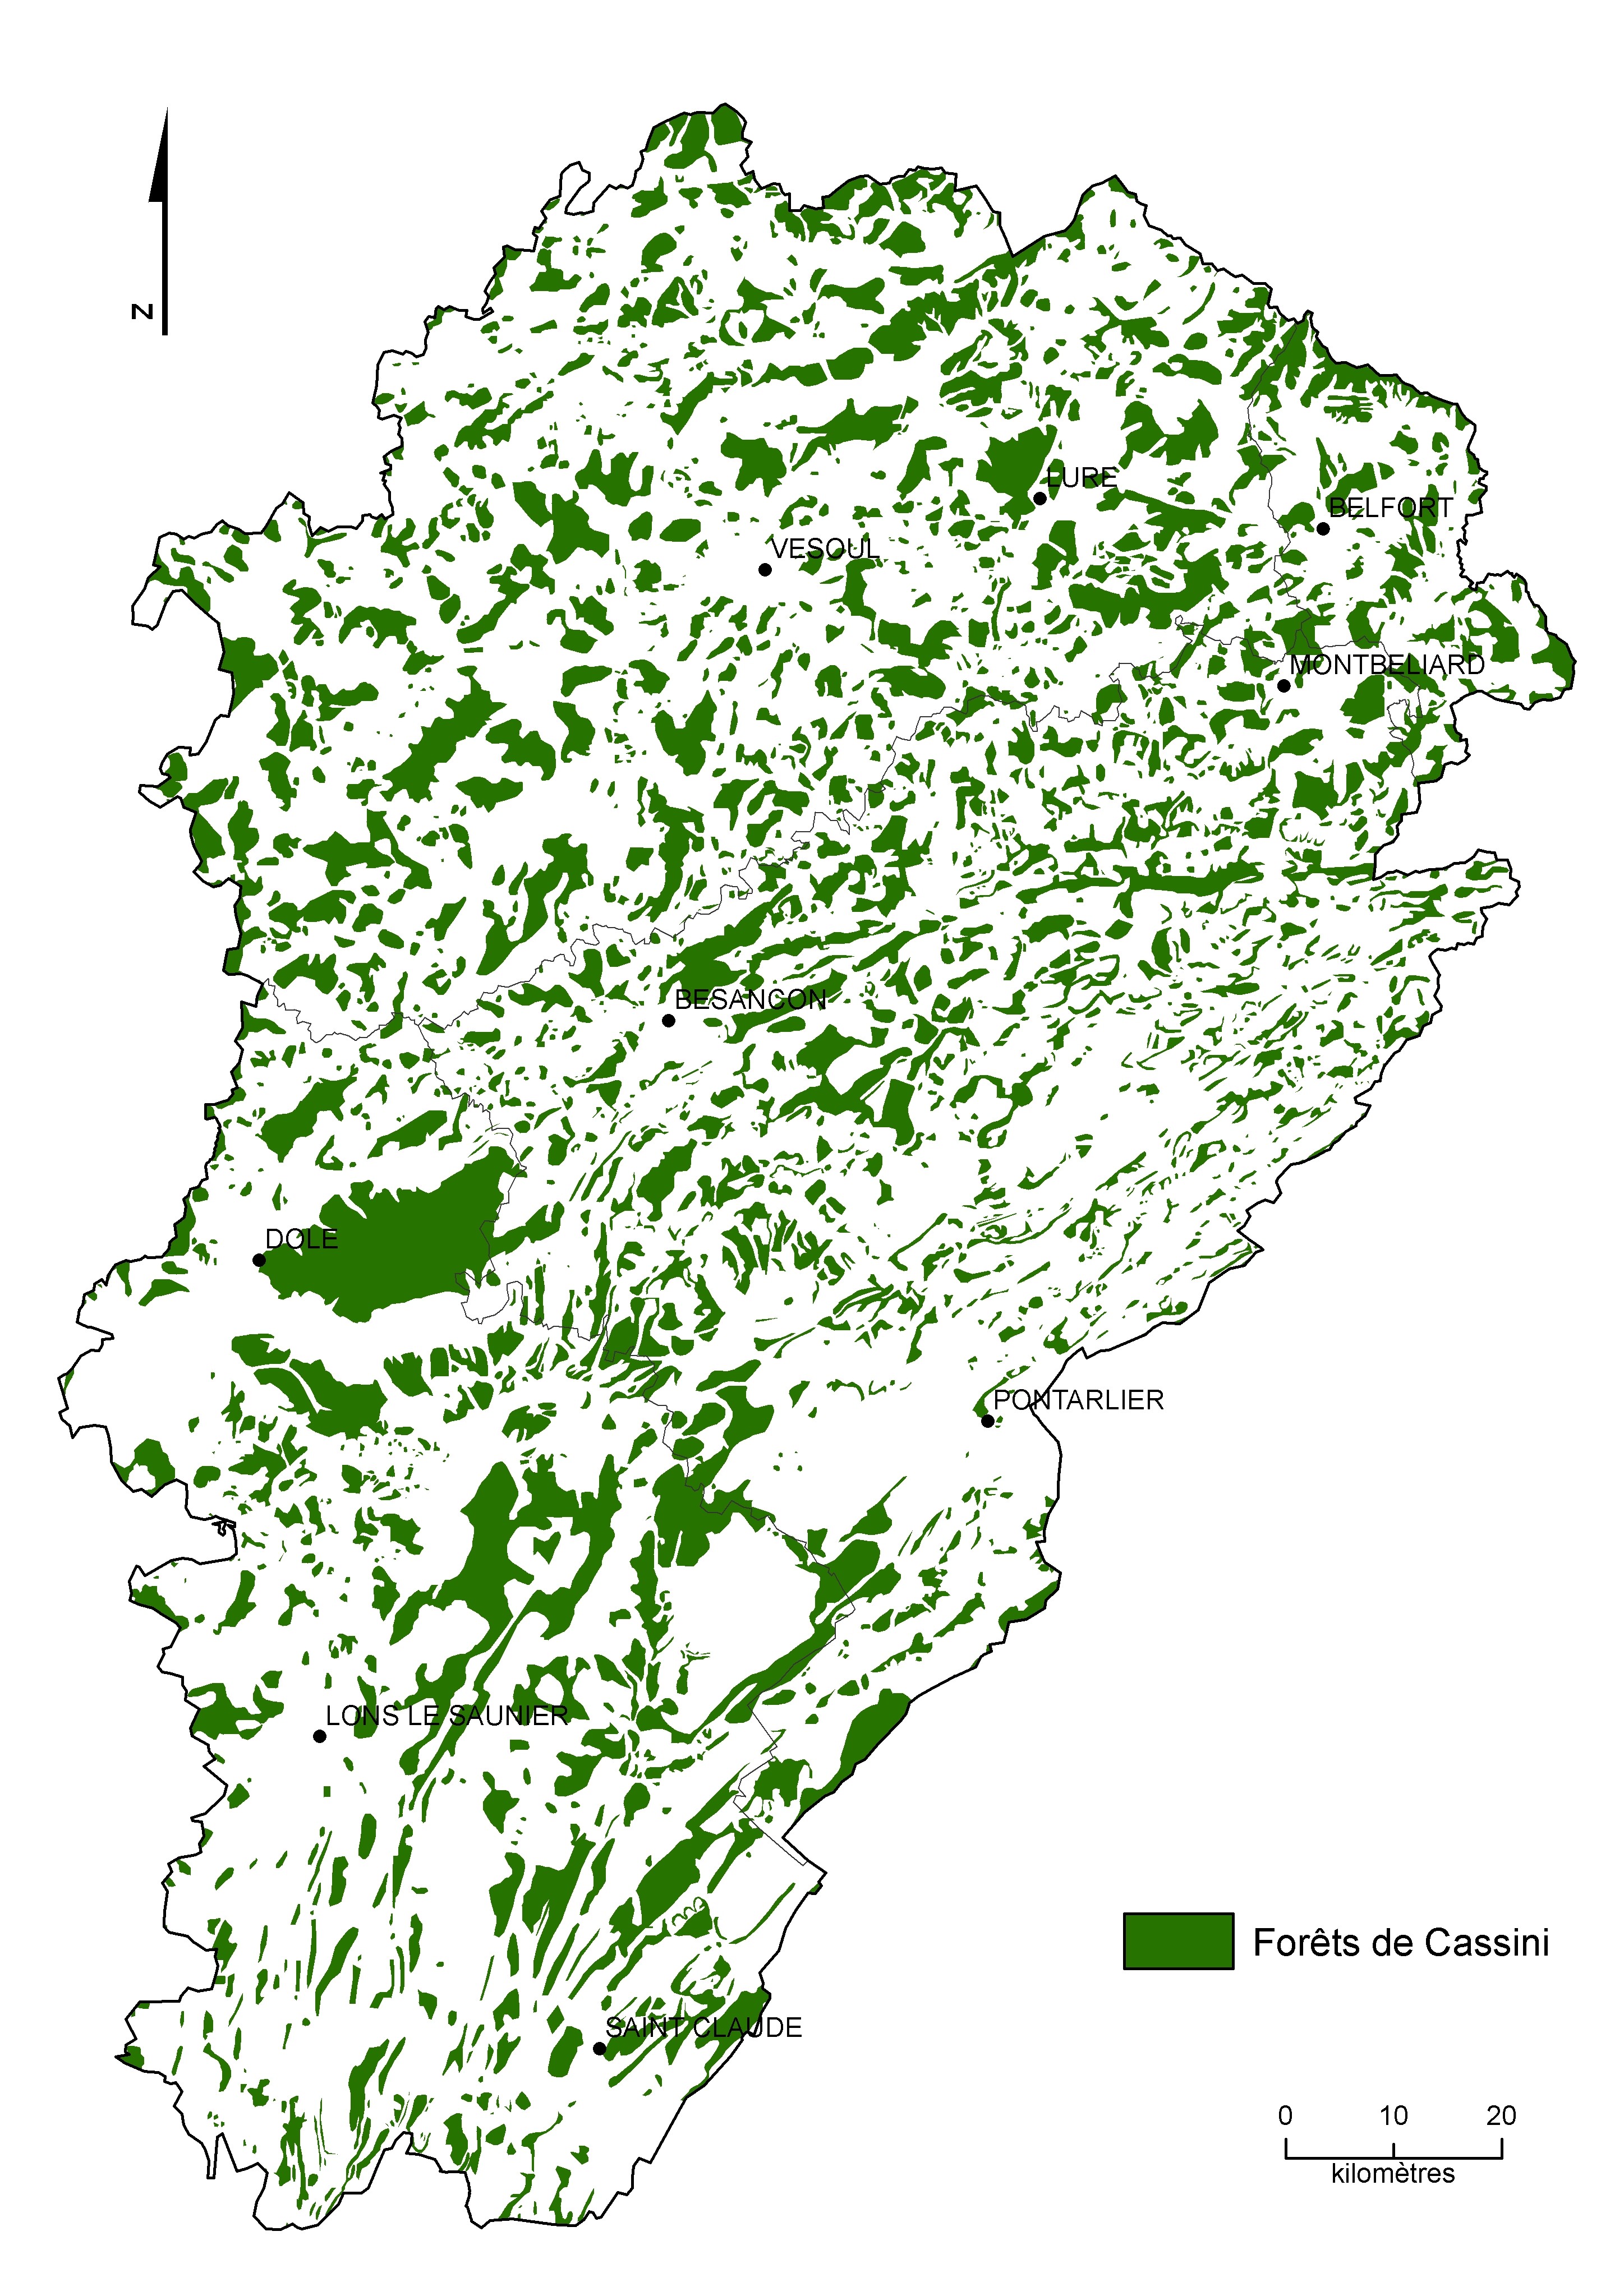 N
LURE
BELFORT
VESOUL
MONTBELIARD
BESANCON
DOLE
PONTARLIER
LONS LE SAUNIER
Forêts de Cassini
SAINT CLAUDE
0 10 20
kilomètres